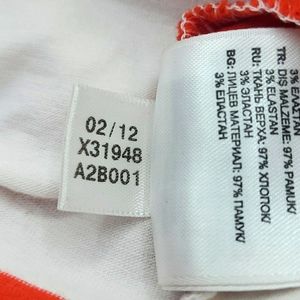 02/12
X31948
A2B001
3% ΕΛΑΣΤΑΝ
TR: DIŞ MALZEME: 97% PAMUK/
3% ELASTAN
RU: ТКАНЬ ВЕРХА: 97% ХЛОПОК/
3% ЭЛАСТАН
BG: ЛИЦЕВ МАТЕРИАЛ: 97% ПАМУК/
3% ЕЛАСТАН